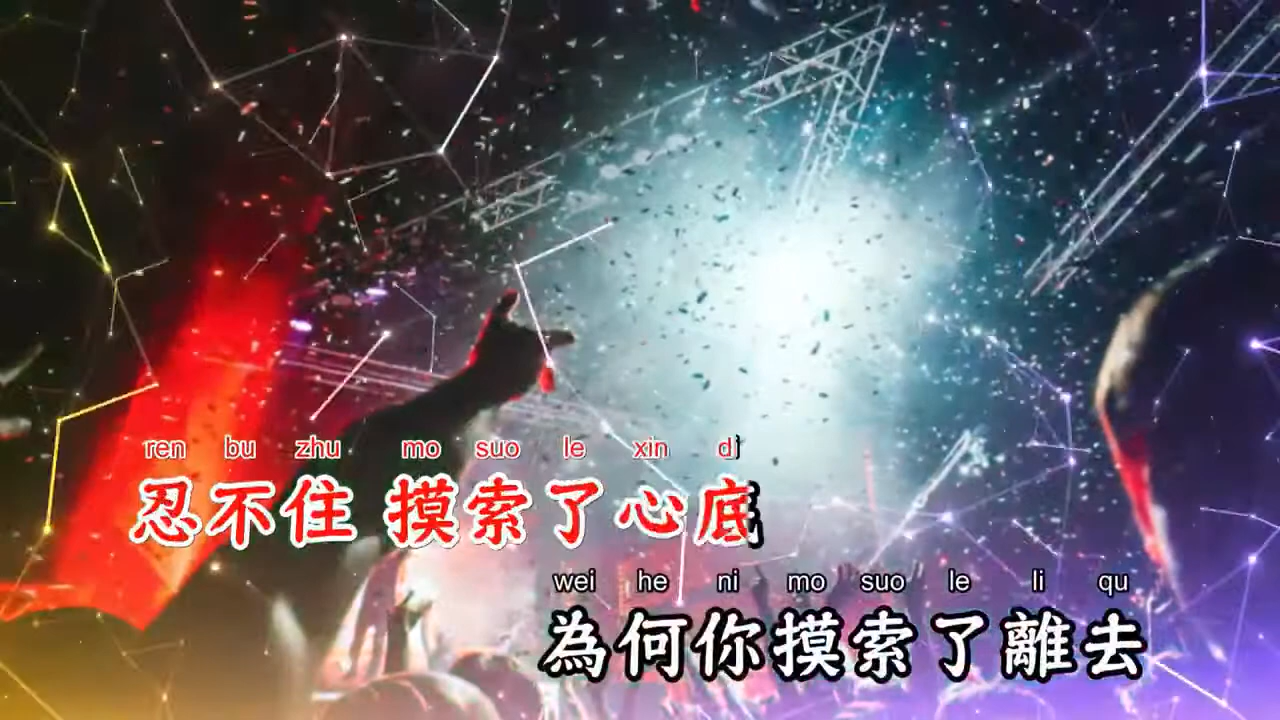 ren bu zhu mo suo le xin di
忍不住 摸索了心底
wei he ni mo suo le li qu
為何你摸索了離去